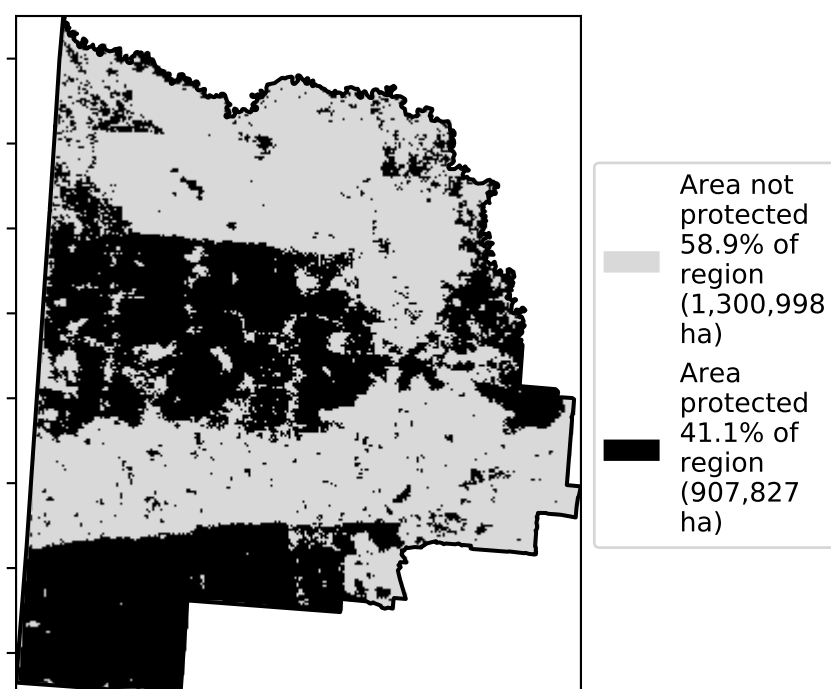 Area not
protected
58.9% of
region
(1,300,998
ha)
Area
protected
41.1% of
region
(907,827
ha)